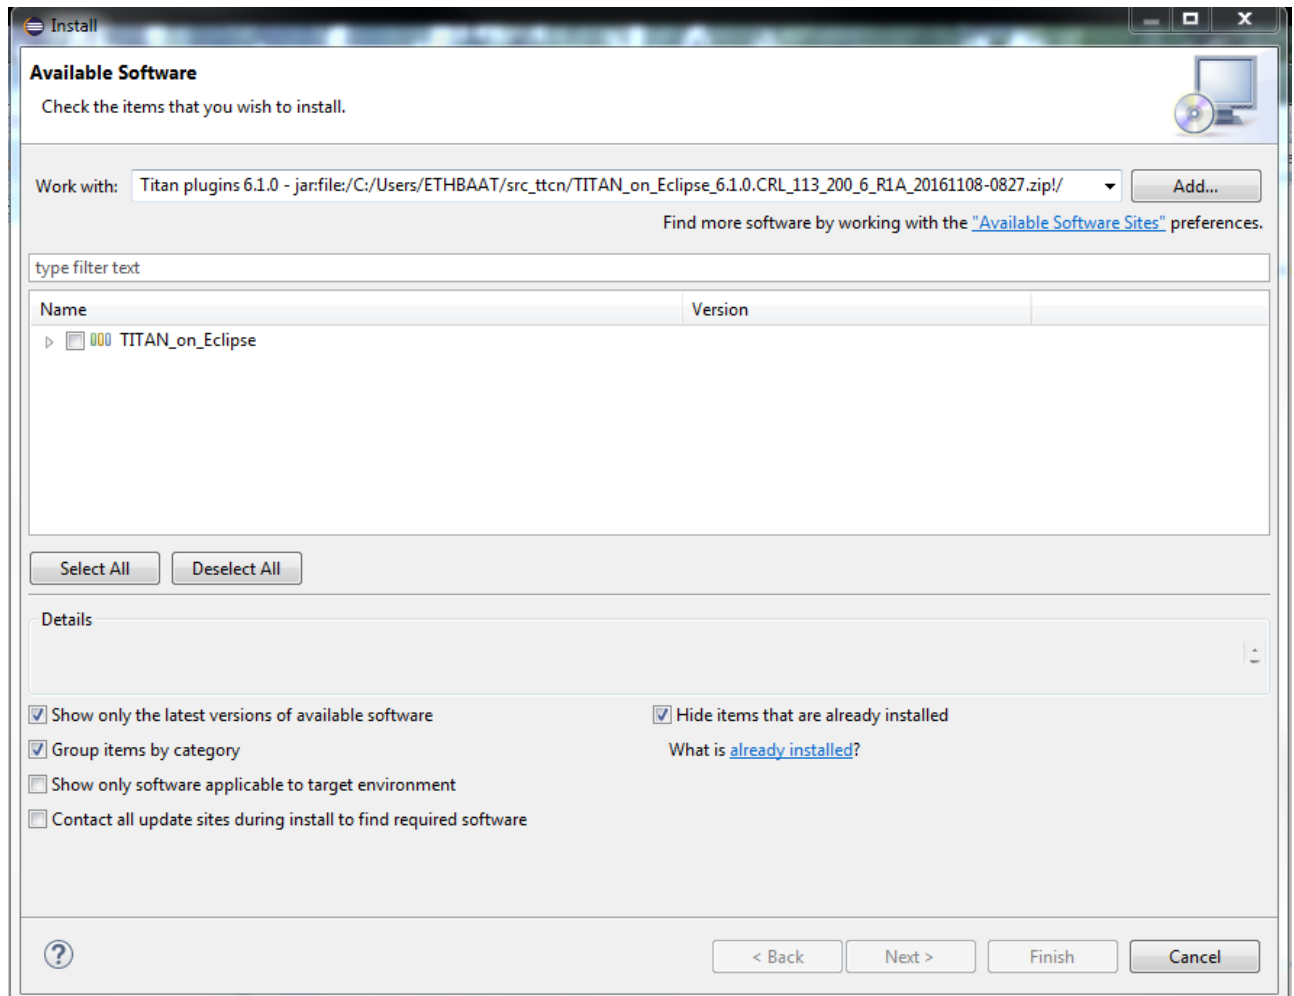 Install
Available Software
Check the items that you wish to install.
Work with: Titan plugins 6.1.0 - jar:file:/C:/Users/ETHBAAT/src_ttcn/TITAN_on_Eclipse_6.1.0.CRL_113_200_6_R1A_20161108-0827.zip!/ Add...
Find more software by working with the "Available Software Sites" preferences.
type filter text
Name Version
TITAN_on_Eclipse
Select All Deselect All
Details
Show only the latest versions of available software Hide items that are already installed
Group items by category What is already installed?
Show only software applicable to target environment
Contact all update sites during install to find required software
? < Back Next > Finish Cancel